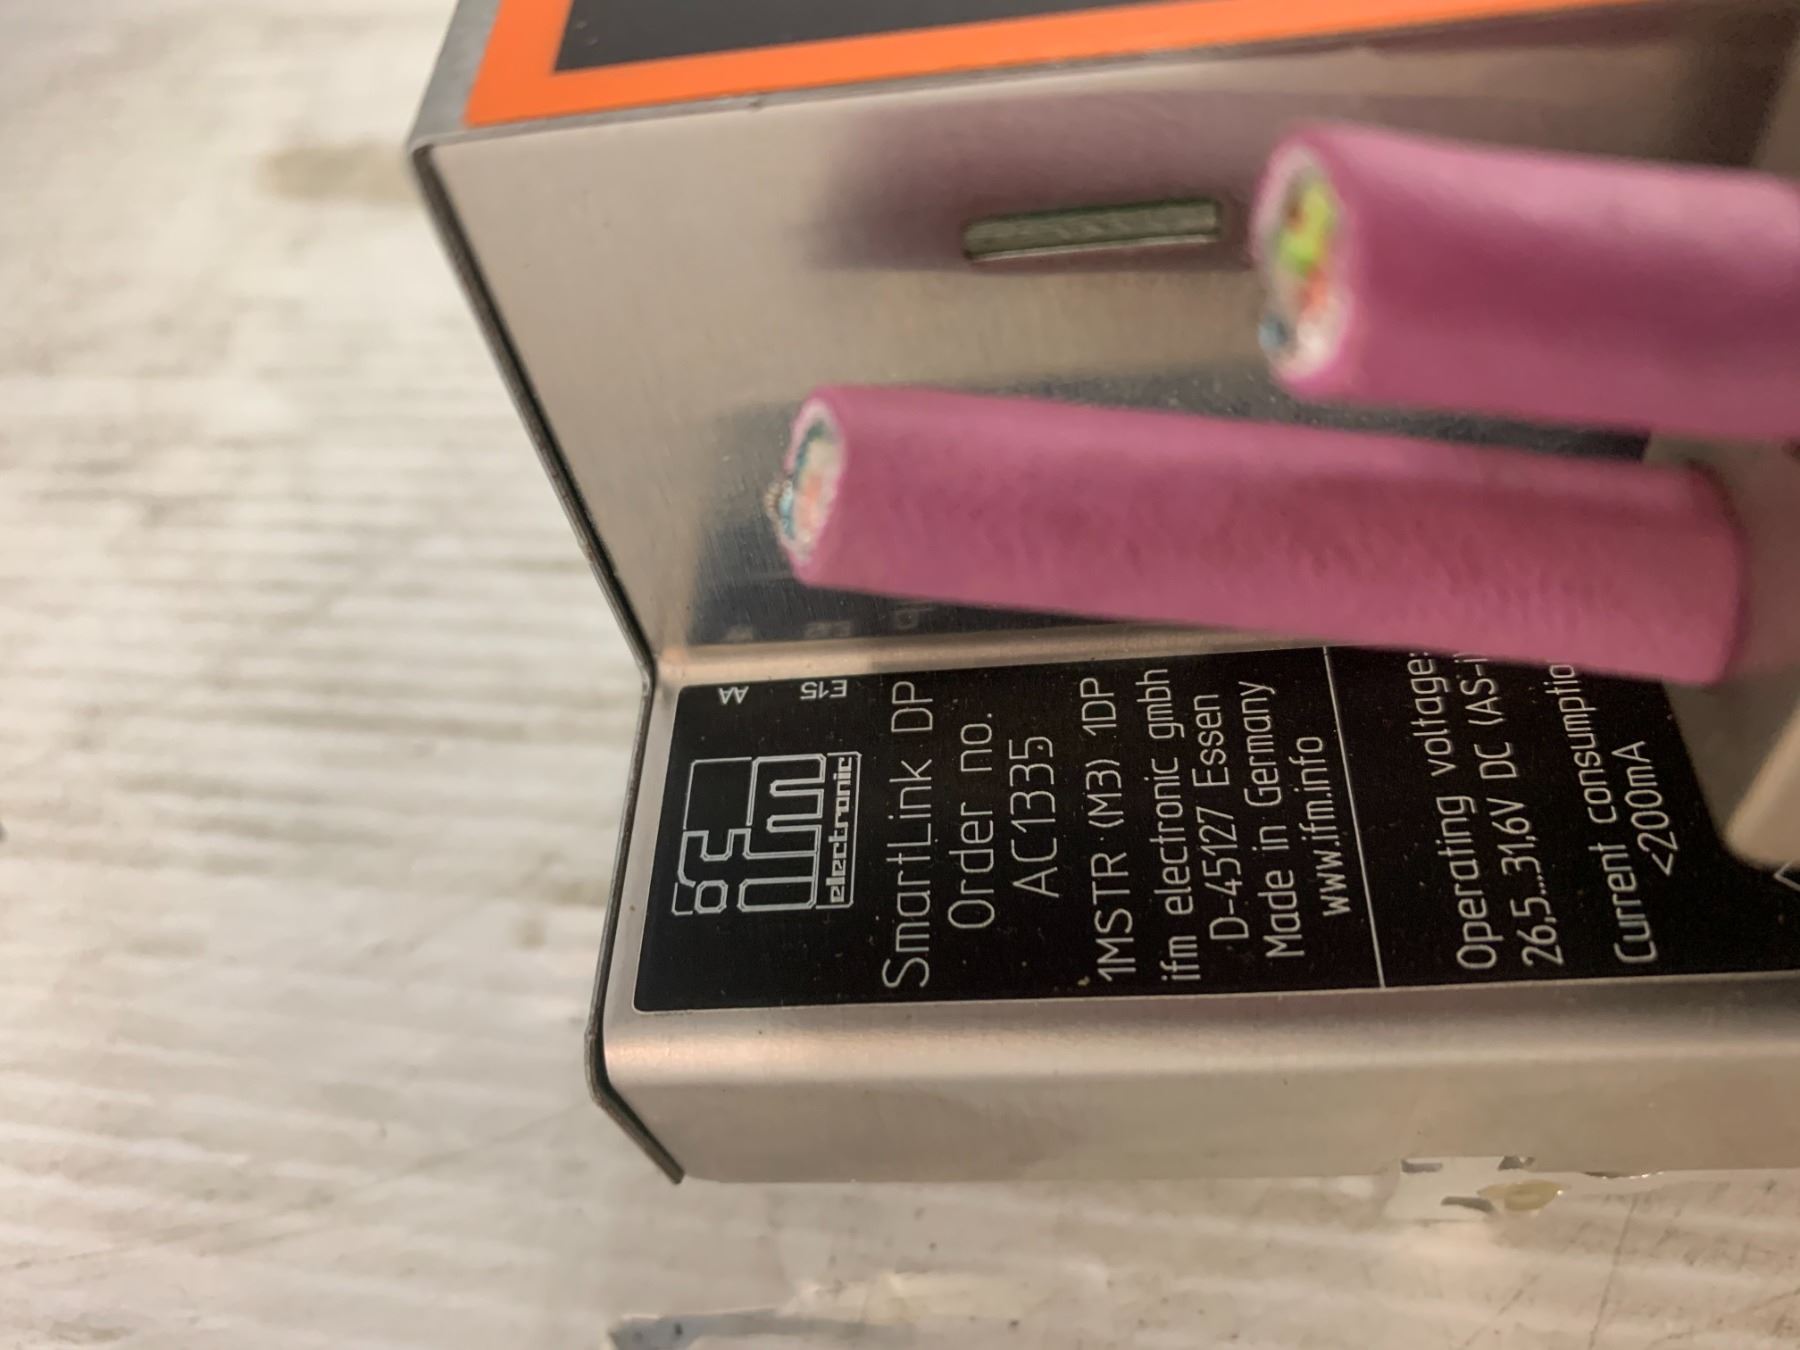 AA
E15
ifm electronic
SmartLink DP
Order no.
AC1335
1MSTR (M3) 1DP
ifm electronic gmbh
D-45127 Essen
Made in Germany
www.ifm.info
Operating voltage:
26,5...31,6V DC (AS-i
Current consumptio
<200mA